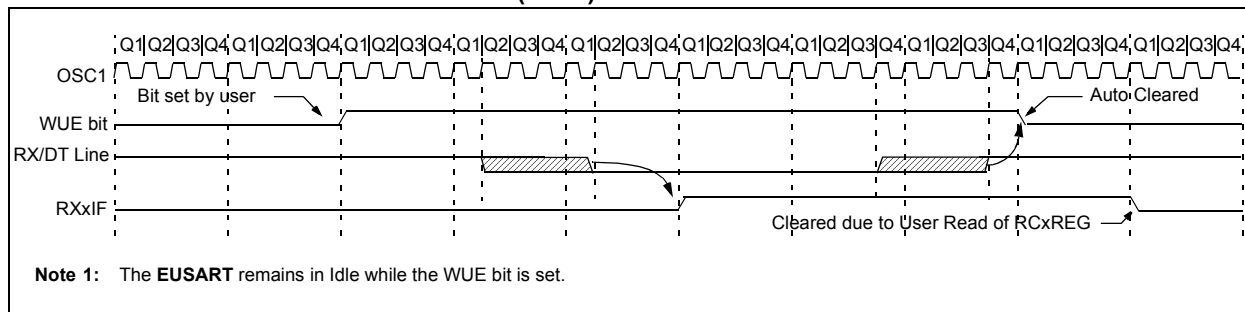 Q1|Q2|Q3|Q4|Q1|Q2|Q3|Q4|Q1|Q2|Q3|Q4|Q1|Q2|Q3|Q4|Q1|Q2|Q3|Q4|Q1|Q2|Q3|Q4|Q1|Q2|Q3|Q4|Q1|Q2|Q3|Q4|Q1|Q2|Q3|Q4|Q1|Q2|Q3|Q4
OSC1
Bit set by user
Auto Cleared
WUE bit
RX/DT Line
RXxIF
Cleared due to User Read of RCxREG
Note 1: The EUSART remains in Idle while the WUE bit is set.